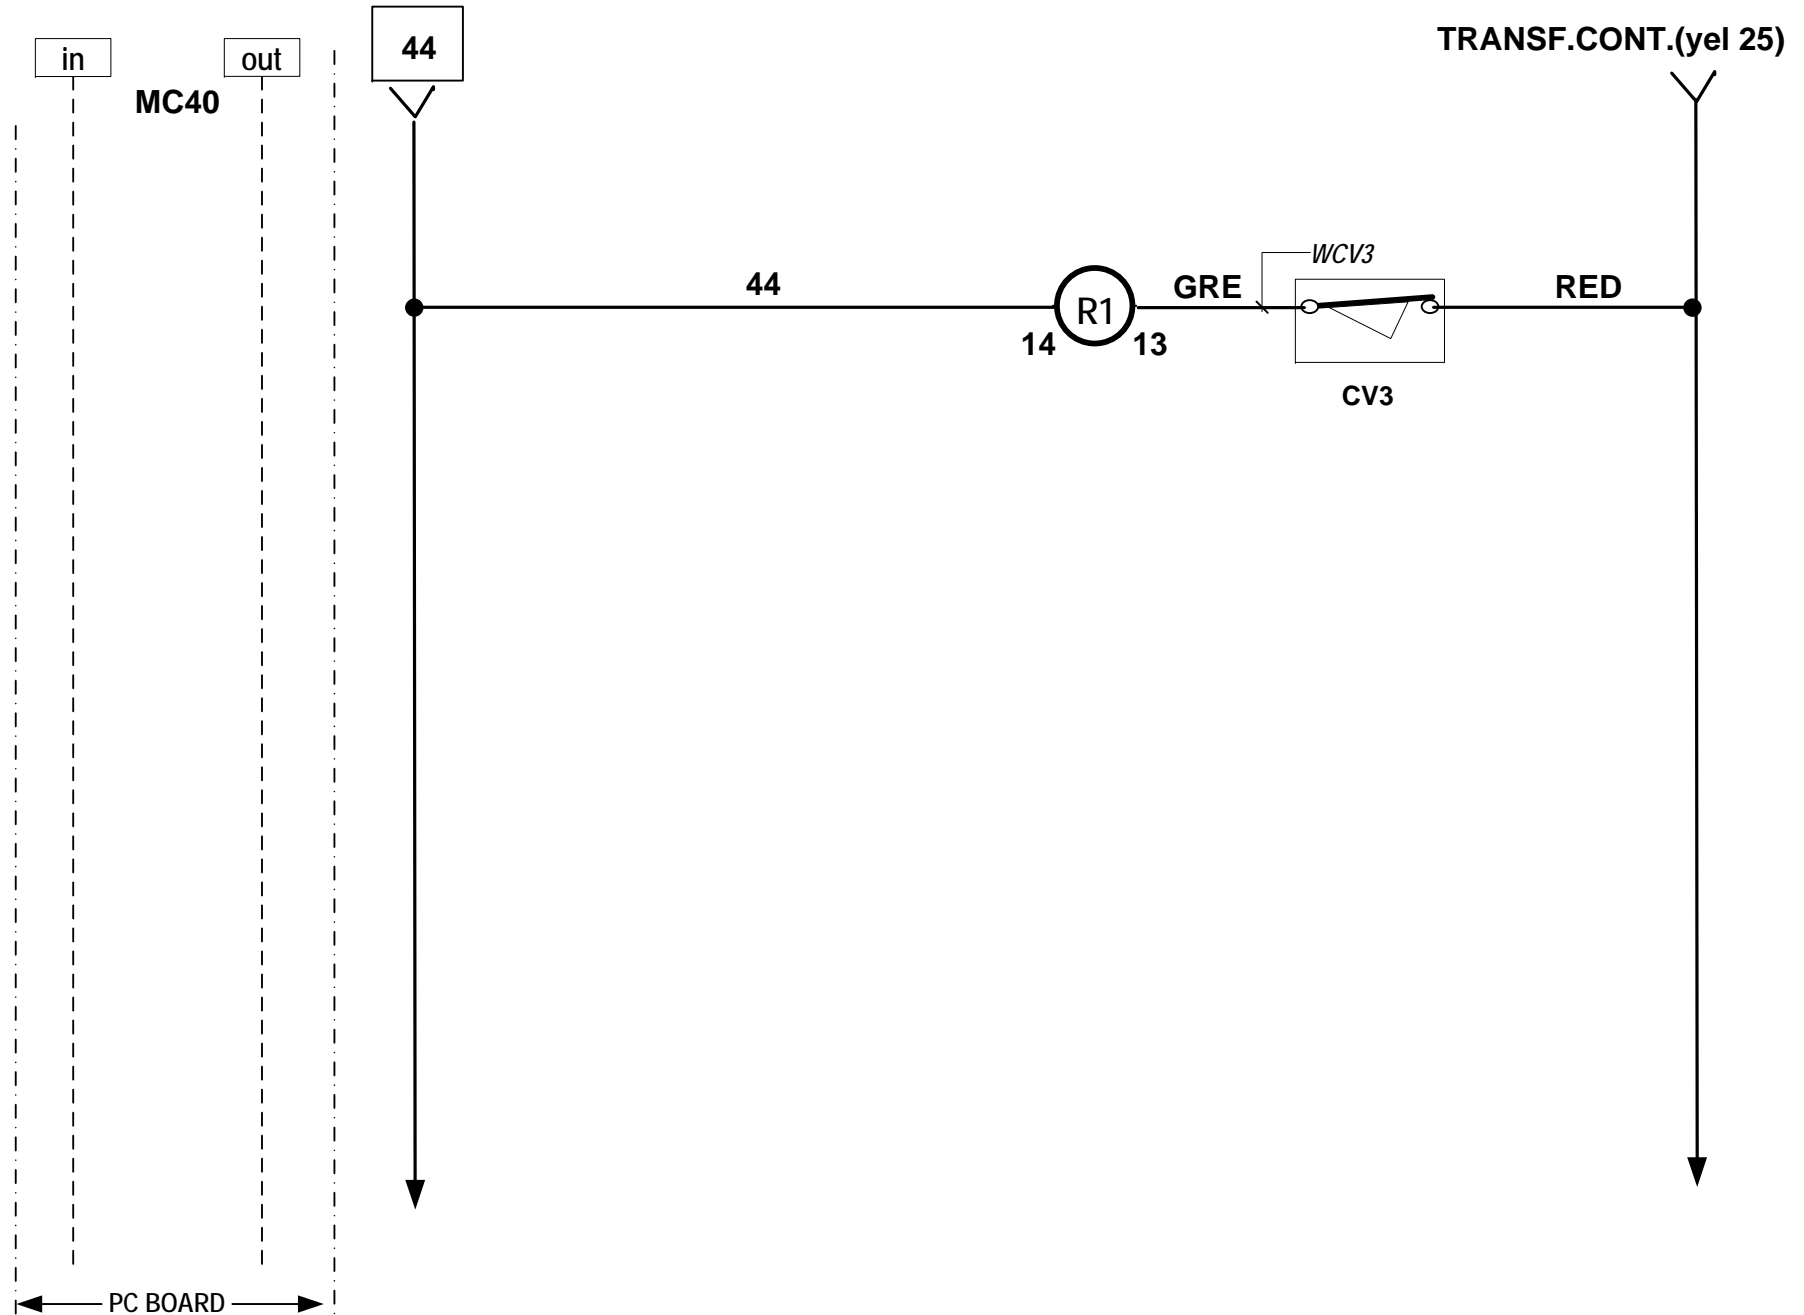 in
out
MC40
44
TRANSF.CONT.(yel 25)
44
R1
14
13
GRE
WCV3
RED
CV3
PC BOARD